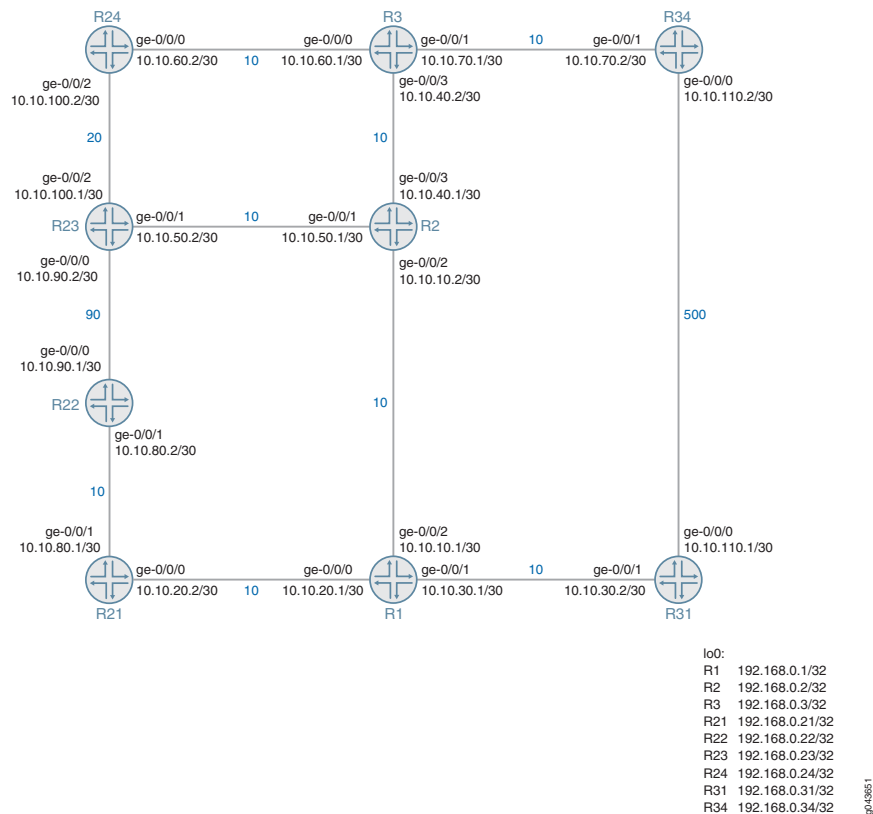 R24
R3
R34
ge-0/0/0
10.10.60.2/30
10
ge-0/0/0
10.10.60.1/30
ge-0/0/1
10.10.70.1/30
10
ge-0/0/1
10.10.70.2/30
ge-0/0/2
10.10.100.2/30
ge-0/0/3
10.10.40.2/30
ge-0/0/0
10.10.110.2/30
20
10
ge-0/0/2
10.10.100.1/30
ge-0/0/3
10.10.40.1/30
R23
ge-0/0/1
10.10.50.2/30
10
ge-0/0/1
10.10.50.1/30
R2
ge-0/0/0
10.10.90.2/30
ge-0/0/2
10.10.10.2/30
90
500
ge-0/0/0
10.10.90.1/30
R22
10
ge-0/0/1
10.10.80.2/30
10
ge-0/0/1
10.10.80.1/30
ge-0/0/2
10.10.10.1/30
ge-0/0/0
10.10.110.1/30
ge-0/0/0
10.10.20.2/30
10
ge-0/0/0
10.10.20.1/30
ge-0/0/1
10.10.30.1/30
10
ge-0/0/1
10.10.30.2/30
R21
R1
R31
lo0:
R1 192.168.0.1/32
R2 192.168.0.2/32
R3 192.168.0.3/32
R21 192.168.0.21/32
R22 192.168.0.22/32
R23 192.168.0.23/32
R24 192.168.0.24/32
R31 192.168.0.31/32
R34 192.168.0.34/32
g043651